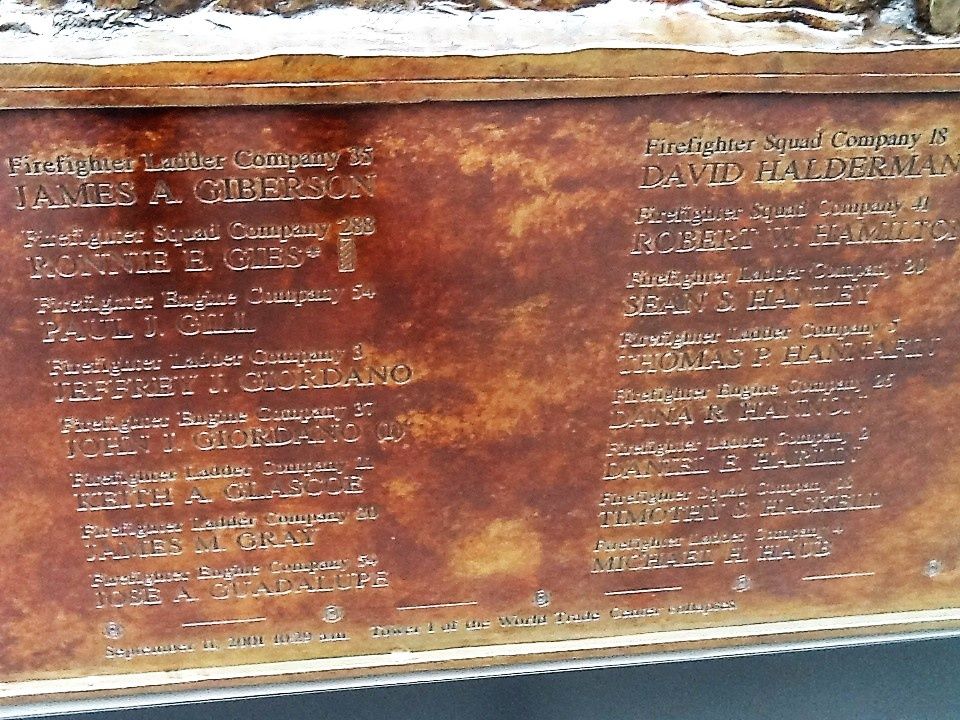 Firefighter Ladder Company 35
JAMES A. GIBERSON
Firefighter Squad Company 288
RONNIE E. GIES*
Firefighter Engine Company 54
PAUL J. GILL
Firefighter Ladder Company 3
JEFFREY J. GIORDANO
Firefighter Engine Company 37
JOHN J. GIORDANO
Firefighter Ladder Company
KEITH A. GLASCOE
Firefighter Ladder Company 20
JAMES M. GRAY
Firefighter Engine Company 54
JOSE A. GUADALUPE
Firefighter Squad Company 18
DAVID HALDERMAN
Firefighter Squad Company 41
ROBERT W. HAMILTON
Firefighter Ladder Company 20
SEAN S. HANLEY
Firefighter Ladder Company 5
THOMAS P. HANNAFIN
Firefighter Engine Company 26
DANA R. HANNON
Firefighter Ladder Company 2
DANIEL E. HARLIN
Firefighter Squad Company
TIMOTHY S. HASKELL
Firefighter Ladder Company 4
MICHAEL H. HAUB
September 11, 2001 10:29 a.m. Tower 1 of the World Trade Center collapses